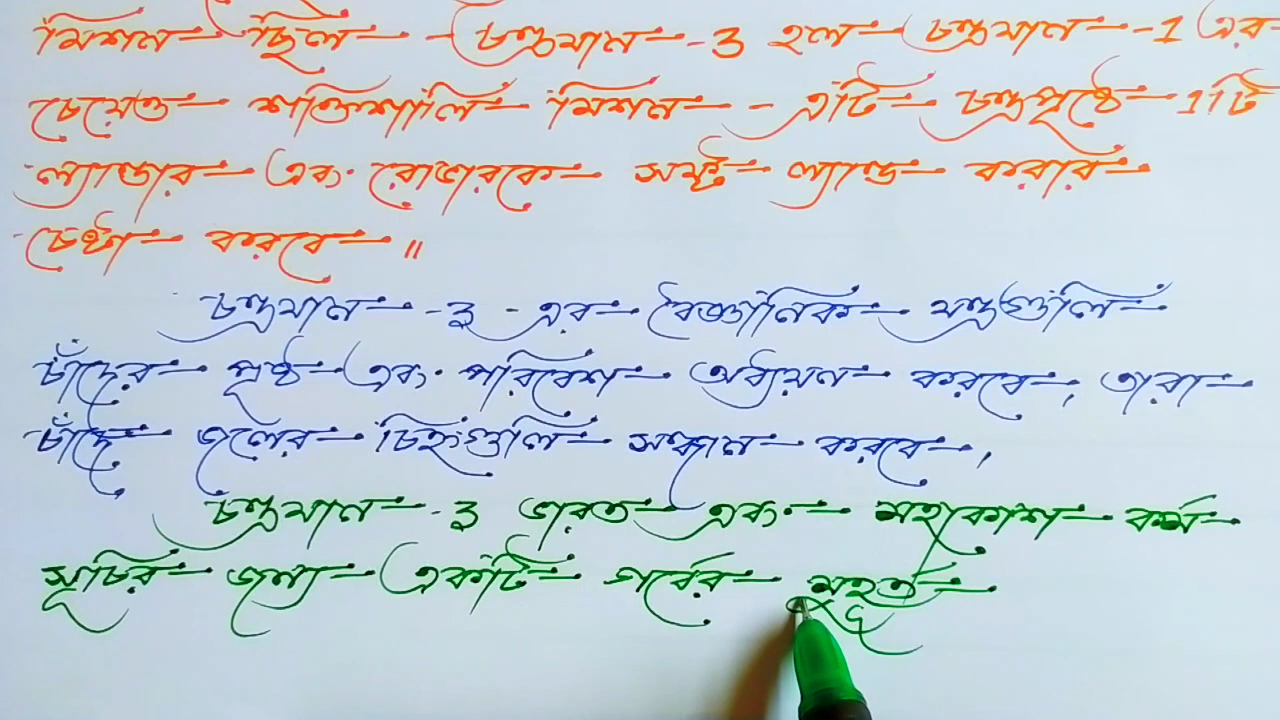 মিশন ছিল - চন্দ্রযান -3 হল চন্দ্রযান -1 এর
চেয়েও শক্তিশালি মিশন - এটি চন্দ্রপৃষ্ঠে 1টি
ল্যান্ডার এবং রোভারকে সফ্ট ল্যান্ড করার
চেষ্টা করবে ॥
চন্দ্রযান -3 - এর বৈজ্ঞানিক যন্ত্রগুলি
চাঁদের পৃষ্ঠ এবং পরিবেশ অধ্যয়ন করবে, তারা
চাঁদে জলের চিহ্নগুলি সন্ধান করবে,
চন্দ্রযান -3 ভারত এবং মহাকাশ কর্ম
সূচির জন্য একটি গর্বের মুহূর্ত